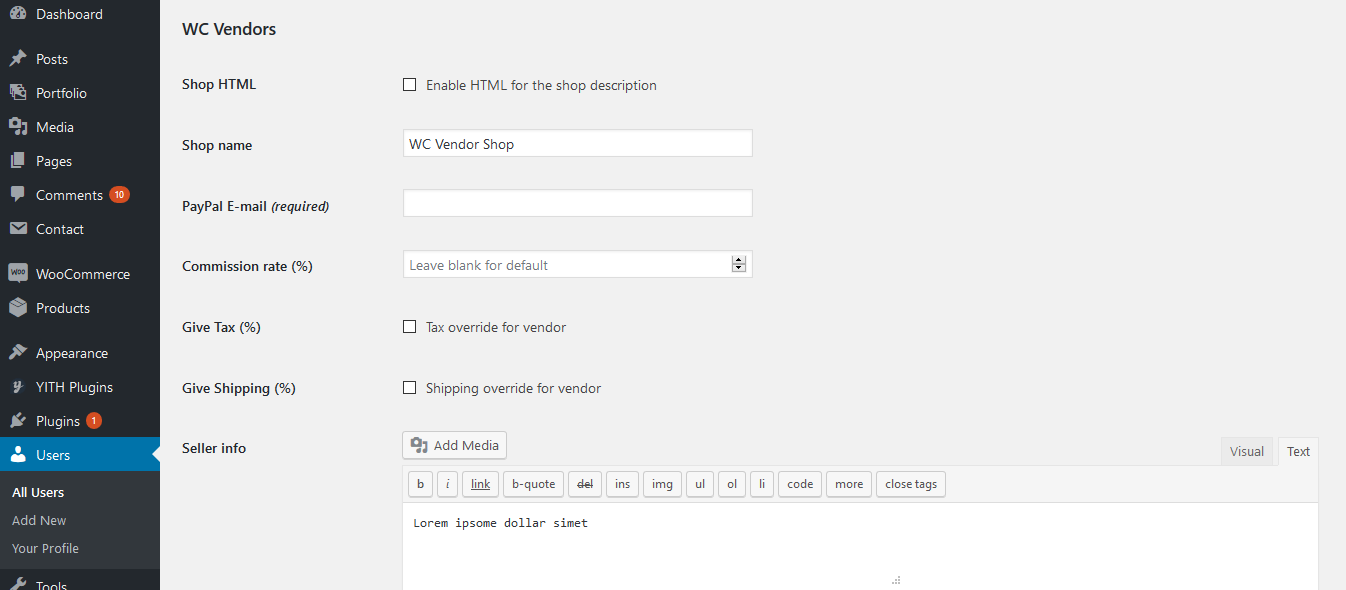 Dashboard
Posts
Portfolio
Media
Pages
Comments 10
Contact
WOO WooCommerce
Products
Appearance
YITH Plugins
Plugins 1
Users
All Users
Add New
Your Profile
Tools
WC Vendors
Shop HTML Enable HTML for the shop description
Shop name WC Vendor Shop
PayPal E-mail (required)
Commission rate (%) Leave blank for default
Give Tax (%) Tax override for vendor
Give Shipping (%) Shipping override for vendor
Seller info Add Media Visual Text
b i link b-quote del ins img ul ol li code more close tags
Lorem ipsome dollar simet